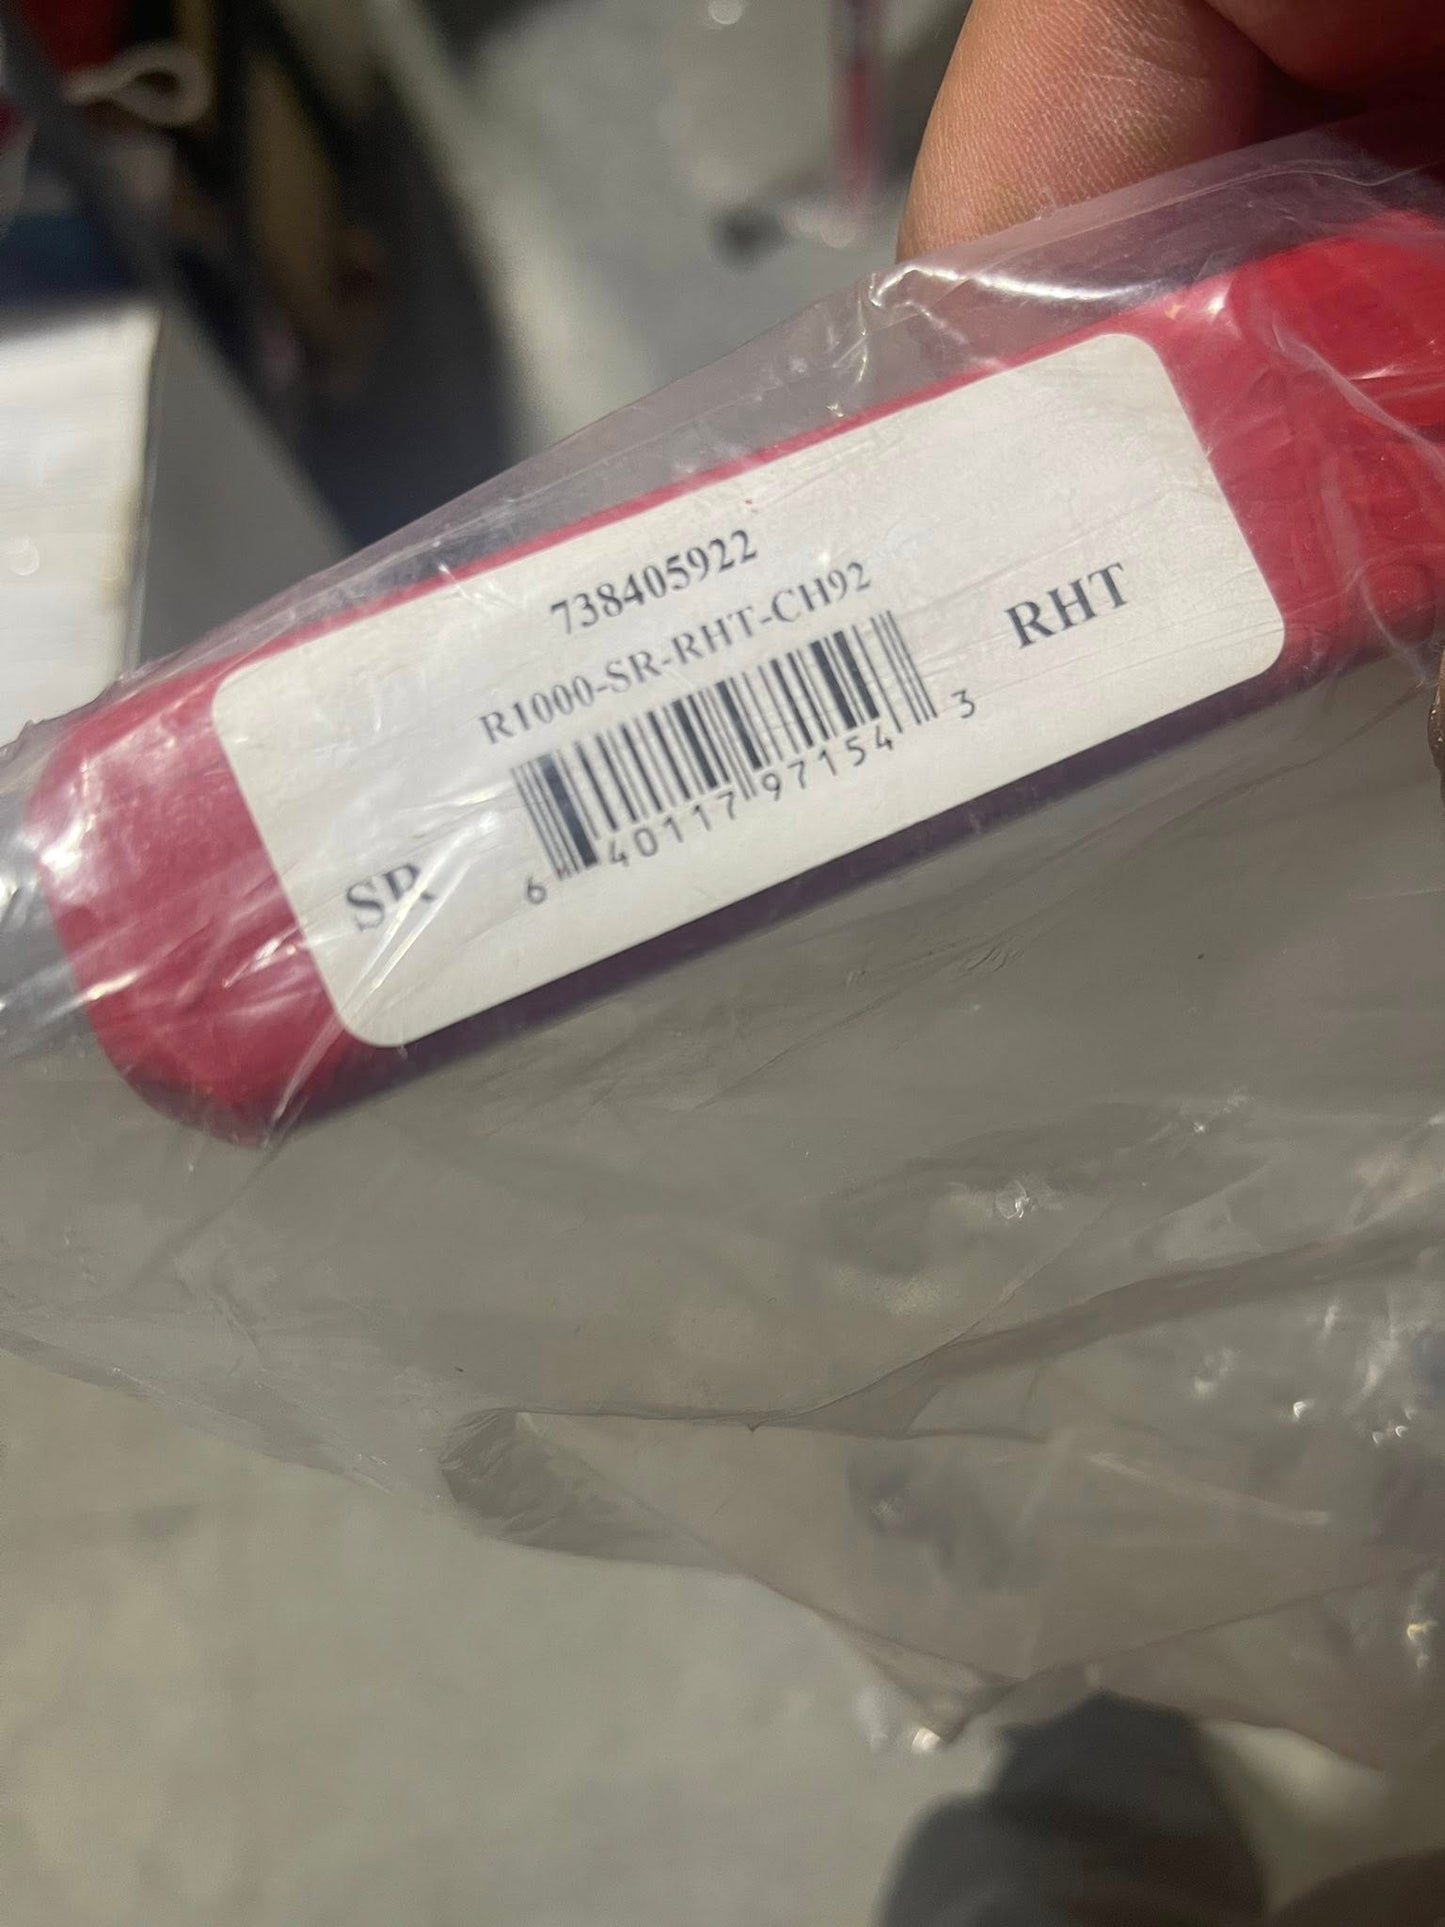 738405922
R1000-SR-RHT-CH92
SR
RHT
6 40117 97154 3